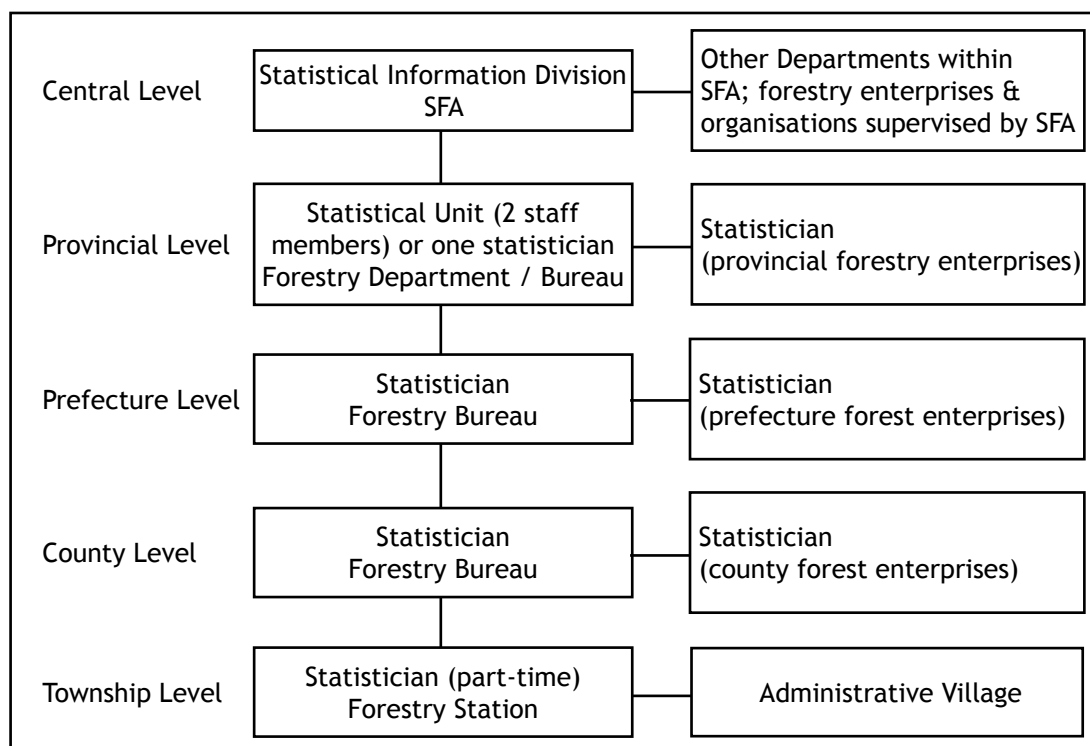 Central Level
Statistical Information Division
SFA
Other Departments within
SFA; forestry enterprises &
organisations supervised by SFA
Provincial Level
Statistical Unit (2 staff
members) or one statistician
Forestry Department / Bureau
Statistician
(provincial forestry enterprises)
Prefecture Level
Statistician
Forestry Bureau
Statistician
(prefecture forest enterprises)
County Level
Statistician
Forestry Bureau
Statistician
(county forest enterprises)
Township Level
Statistician (part-time)
Forestry Station
Administrative Village